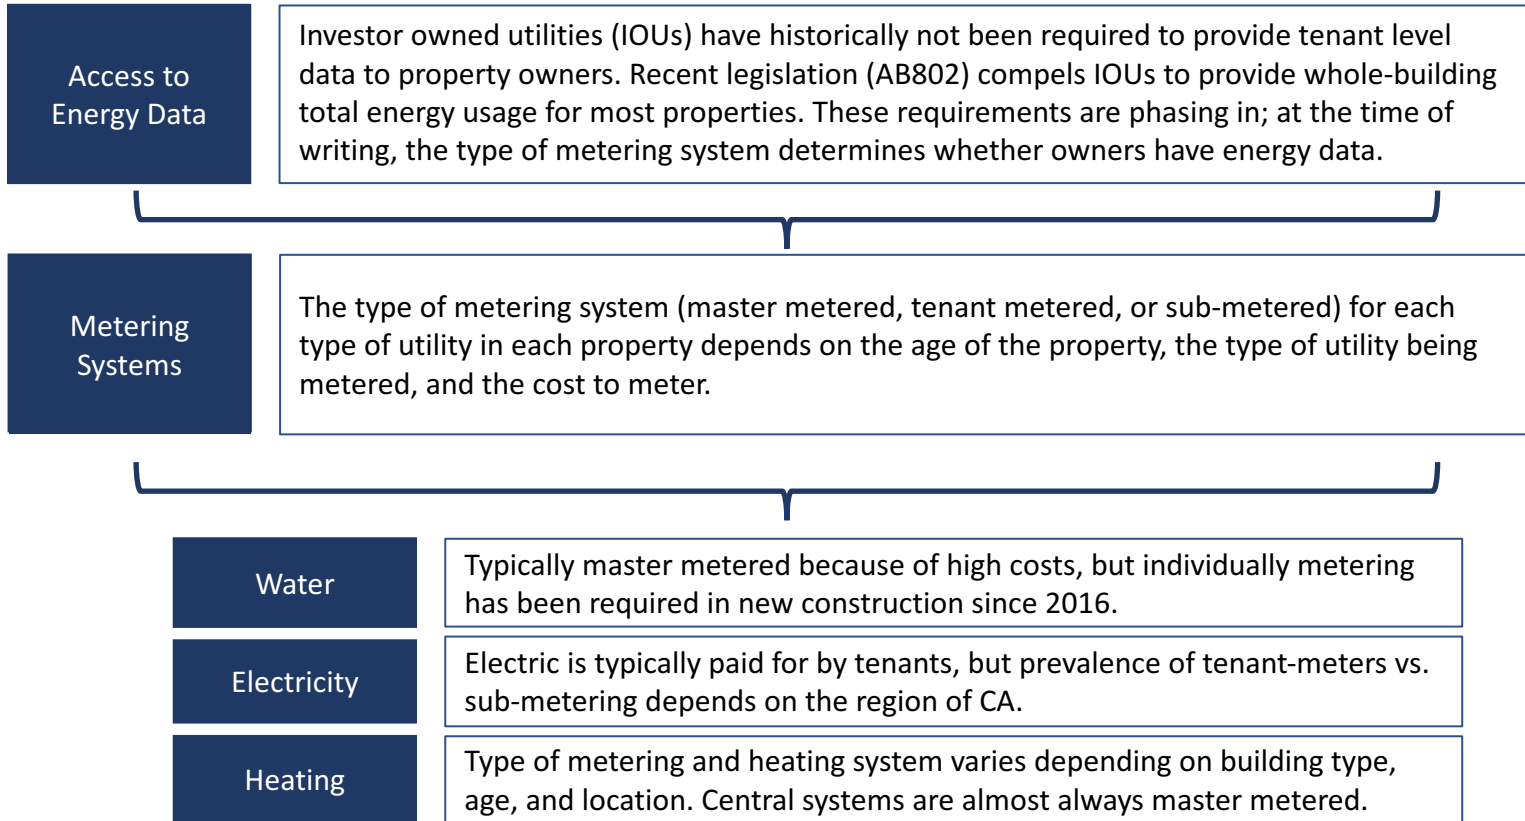 Access to
Energy Data
Investor owned utilities (IOUs) have historically not been required to provide tenant level
data to property owners. Recent legislation (AB802) compels IOUs to provide whole-building
total energy usage for most properties. These requirements are phasing in; at the time of
writing, the type of metering system determines whether owners have energy data.
Metering
Systems
The type of metering system (master metered, tenant metered, or sub-metered) for each
type of utility in each property depends on the age of the property, the type of utility being
metered, and the cost to meter.
Water
Typically master metered because of high costs, but individually metering
has been required in new construction since 2016.
Electricity
Electric is typically paid for by tenants, but prevalence of tenant-meters vs.
sub-metering depends on the region of CA.
Heating
Type of metering and heating system varies depending on building type,
age, and location. Central systems are almost always master metered.